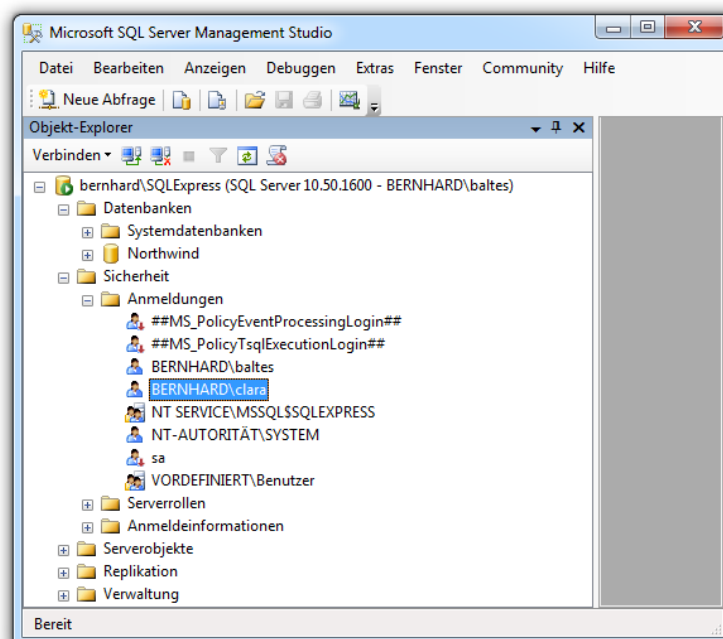 Microsoft SQL Server Management Studio
Datei Bearbeiten Anzeigen Debuggen Extras Fenster Community Hilfe
Neue Abfrage
Objekt-Explorer
Verbinden
bernhard\SQLExpress (SQL Server 10.50.1600 - BERNHARD\baltes)
Datenbanken
Systemdatenbanken
Northwind
Sicherheit
Anmeldungen
##MS_PolicyEventProcessingLogin##
##MS_PolicyTsqlExecutionLogin##
BERNHARD\baltes
BERNHARD\clara
NT SERVICE\MSSQL$SQLEXPRESS
NT-AUTORITÄT\SYSTEM
sa
VORDEFINIERT\Benutzer
Serverrollen
Anmeldeinformationen
Serverobjekte
Replikation
Verwaltung
Bereit